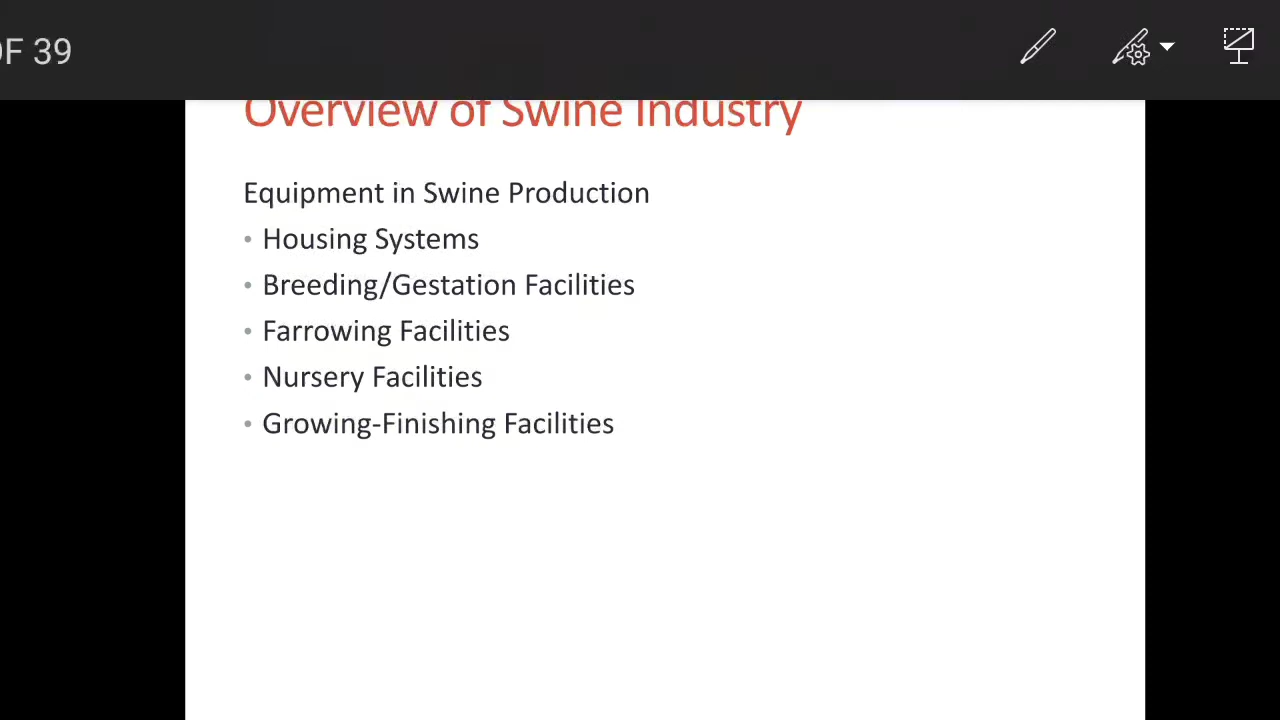 OF 39
Overview of Swine Industry
Equipment in Swine Production
• Housing Systems
• Breeding/Gestation Facilities
• Farrowing Facilities
• Nursery Facilities
• Growing-Finishing Facilities